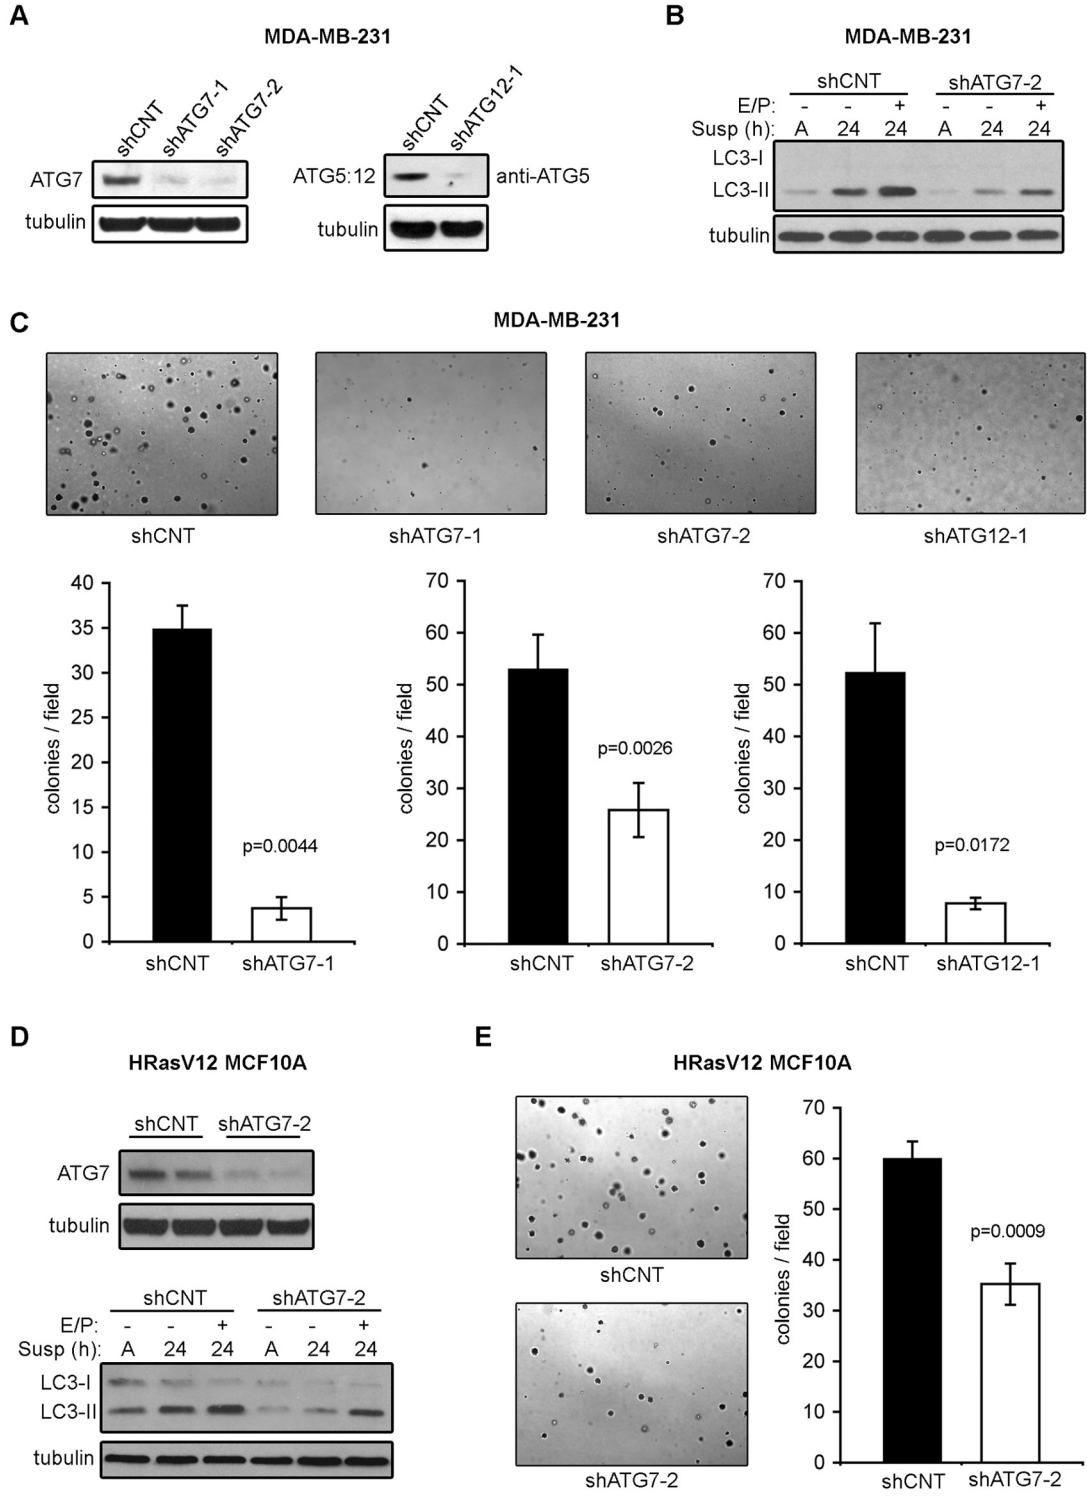 A
MDA-MB-231
shCNT
shATG7-1
shATG7-2
ATG7
tubulin
shCNT
shATG12-1
ATG5:12
anti-ATG5
tubulin
B
MDA-MB-231
shCNT shATG7-2
E/P: - - + - - +
Susp (h): A 24 24 A 24 24
LC3-I
LC3-II
tubulin
C
MDA-MB-231
shCNT
shATG7-1
shATG7-2
shATG12-1
40
35
30
25
20
15
10
5
0
colonies / field
p=0.0044
shCNT shATG7-1
70
60
50
40
30
20
10
0
colonies / field
p=0.0026
shCNT shATG7-2
70
60
50
40
30
20
10
0
colonies / field
p=0.0172
shCNT shATG12-1
D
HRasV12 MCF10A
shCNT shATG7-2
ATG7
tubulin
shCNT shATG7-2
E/P: - - + - - +
Susp (h): A 24 24 A 24 24
LC3-I
LC3-II
tubulin
E
HRasV12 MCF10A
shCNT
shATG7-2
70
60
50
40
30
20
10
0
colonies / field
p=0.0009
shCNT shATG7-2